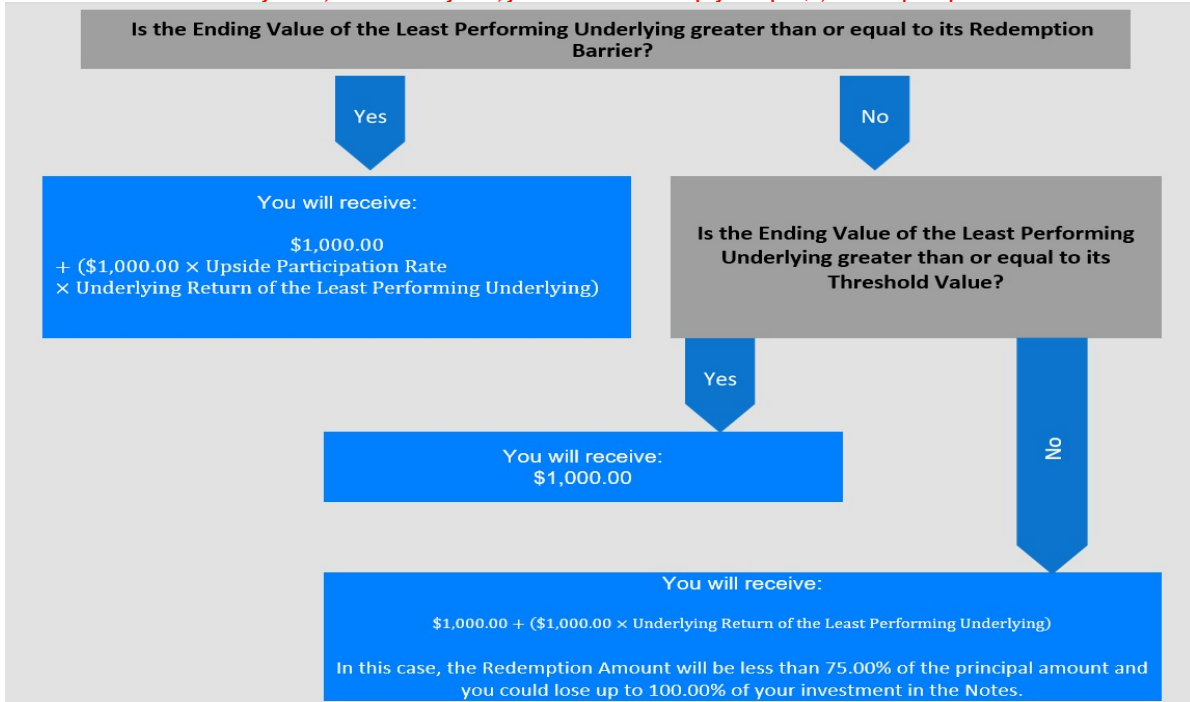 Is the Ending Value of the Least Performing Underlying greater than or equal to its Redemption
Barrier?
Yes
No
You will receive:
$1,000.00
+ ($1,000.00 × Upside Participation Rate
× Underlying Return of the Least Performing Underlying)
Is the Ending Value of the Least Performing
Underlying greater than or equal to its
Threshold Value?
Yes
No
You will receive:
$1,000.00
You will receive:
$1,000.00 + ($1,000.00 × Underlying Return of the Least Performing Underlying)
In this case, the Redemption Amount will be less than 75.00% of the principal amount and
you could lose up to 100.00% of your investment in the Notes.